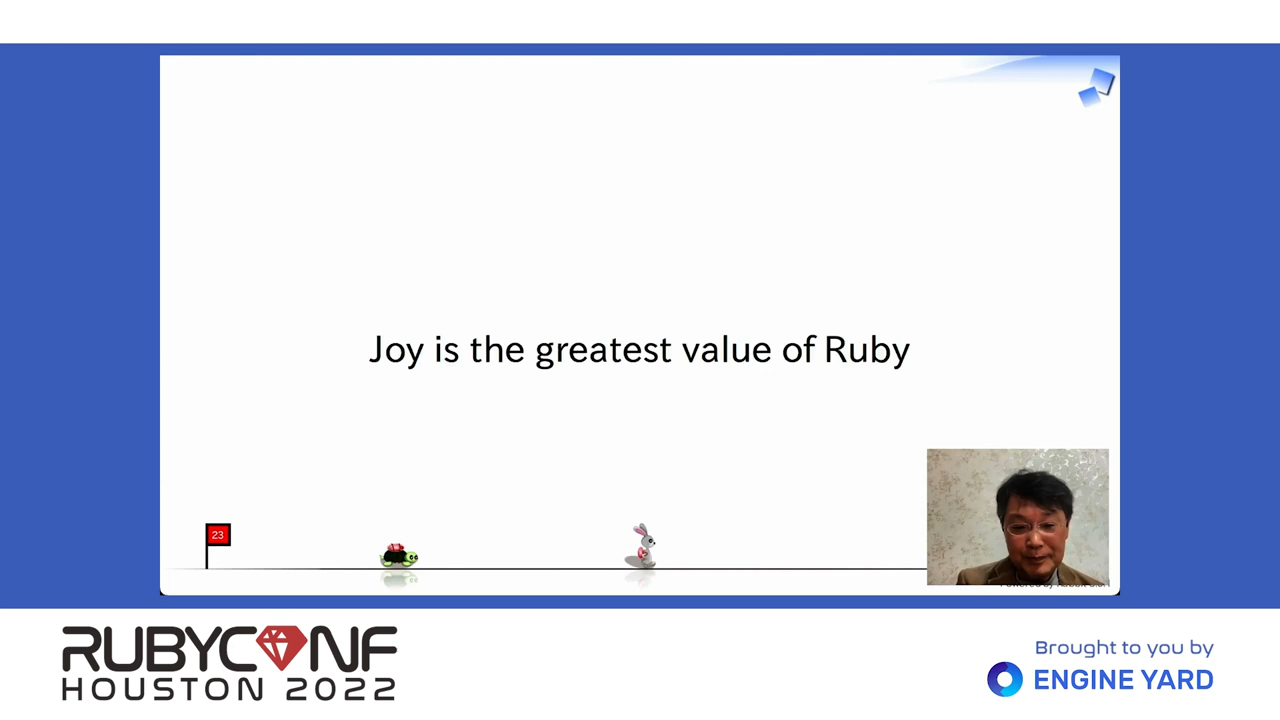 Joy is the greatest value of Ruby
23
RUBYCONF
HOUSTON 2022
Brought to you by
ENGINE YARD